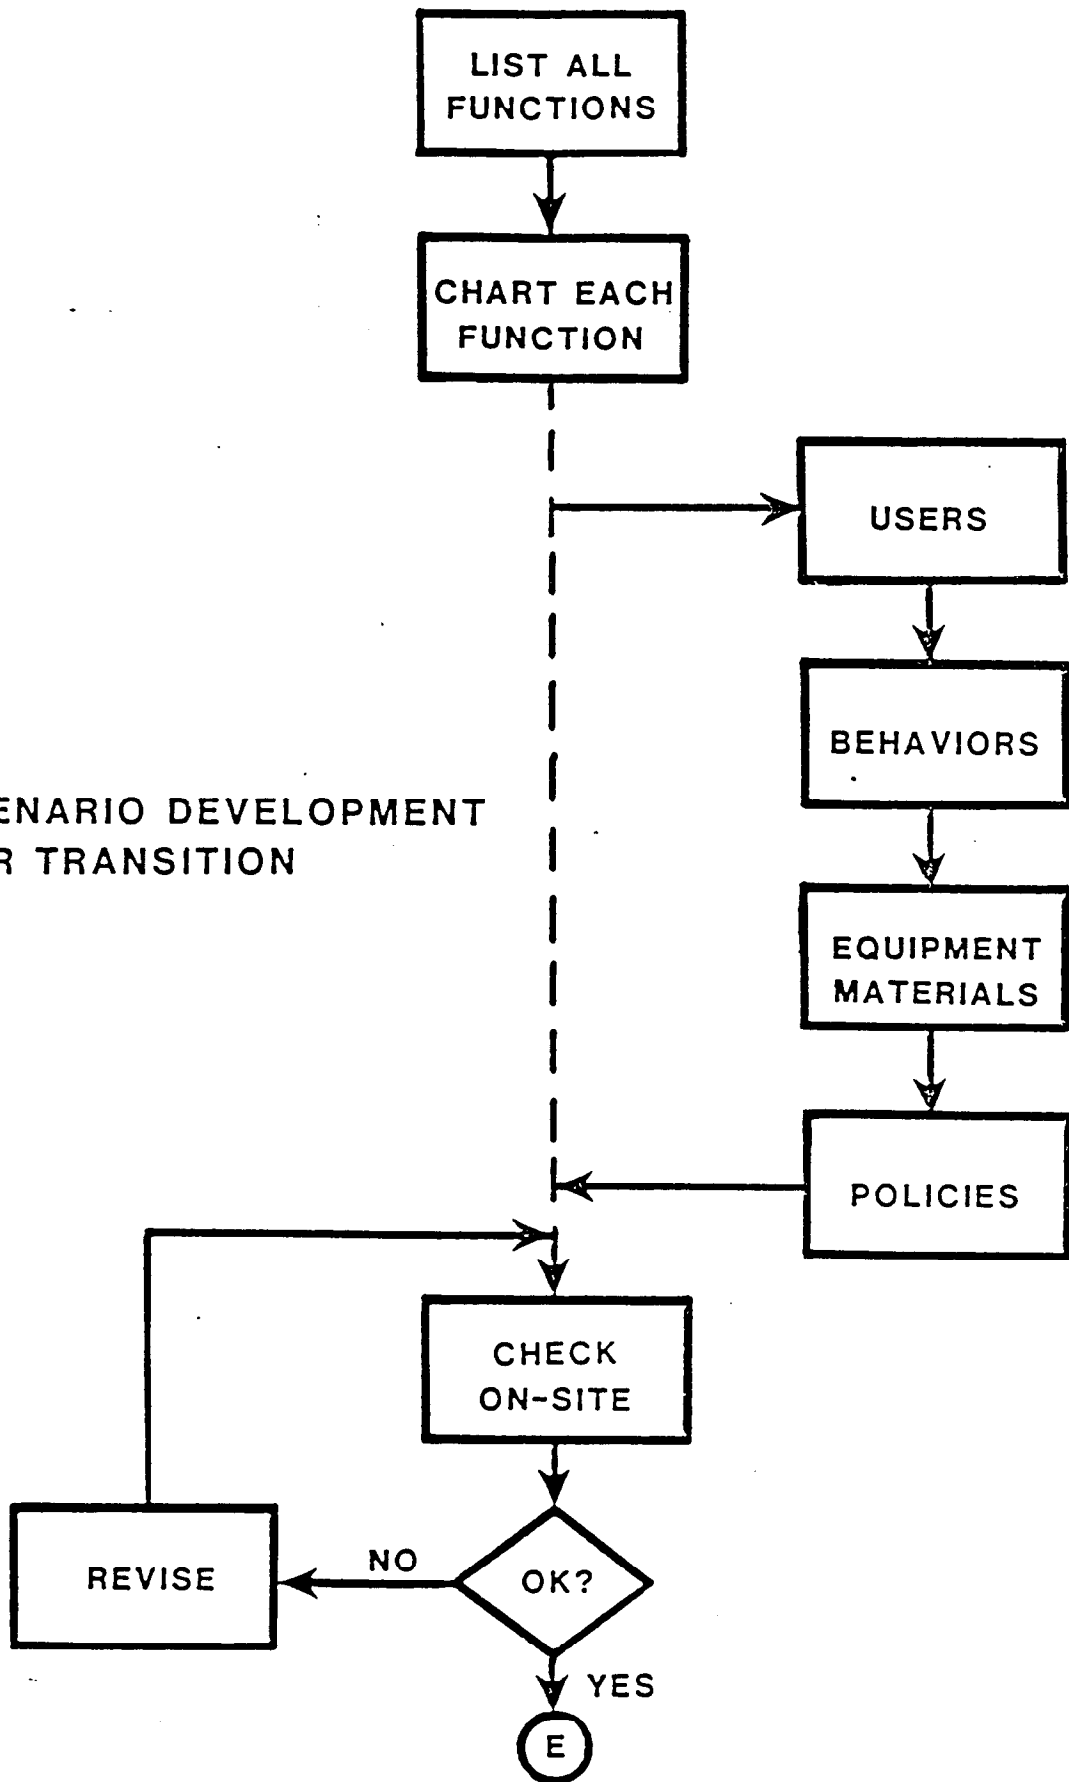 LIST ALL
FUNCTIONS
CHART EACH
FUNCTION
USERS
BEHAVIORS
ENARIO DEVELOPMENT
R TRANSITION
EQUIPMENT
MATERIALS
POLICIES
CHECK
ON-SITE
NO
REVISE
OK?
YES
E